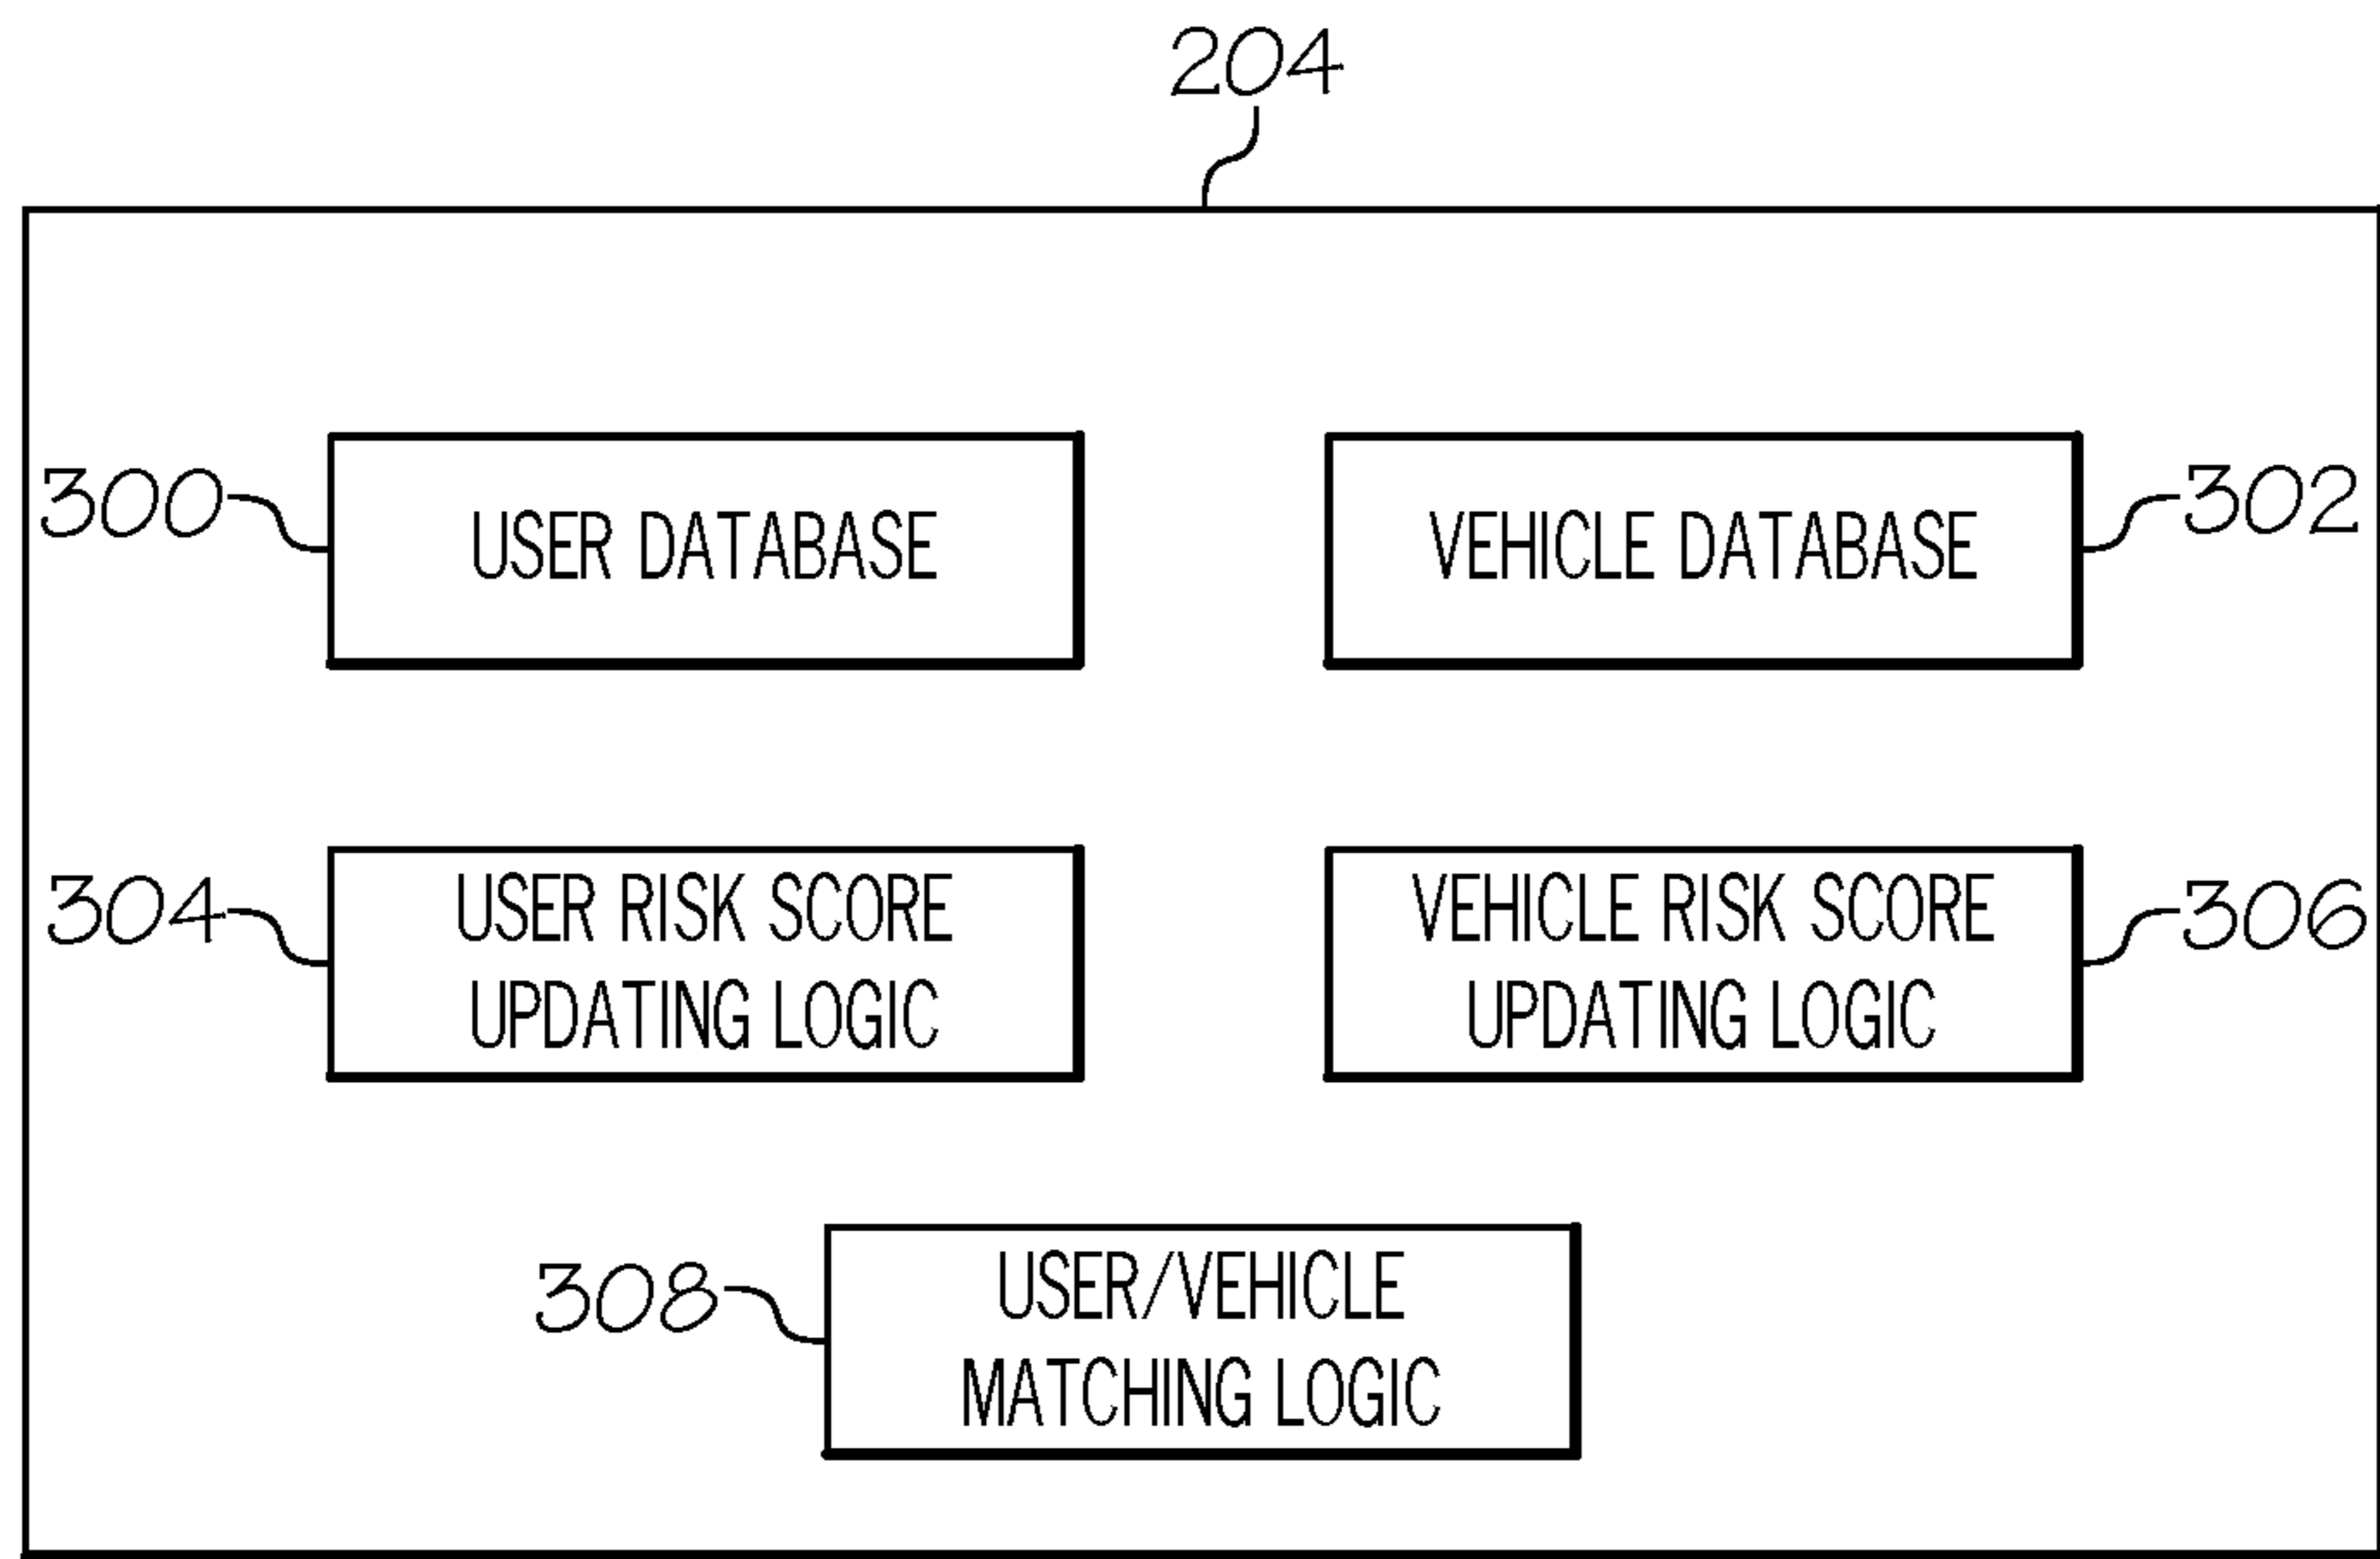 204
300
USER DATABASE
VEHICLE DATABASE
302
304
USER RISK SCORE
UPDATING LOGIC
VEHICLE RISK SCORE
UPDATING LOGIC
306
308
USER/VEHICLE
MATCHING LOGIC